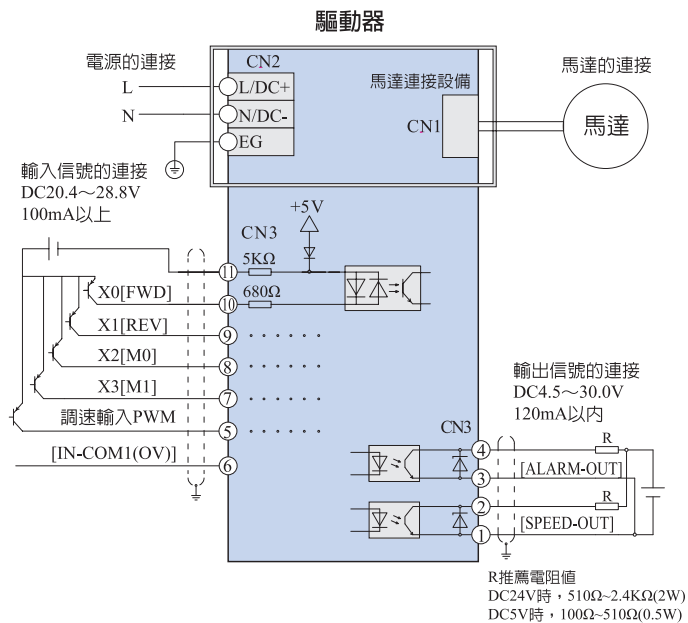 驅動器
電源的連接
L
N
CN2
L/DC+
N/DC-
EG
馬達連接設備
CN1
馬達的連接
馬達
輸入信號的連接
DC20.4～28.8V
100mA以上
CN3
+5V
5KΩ
680Ω
11
X0[FWD]
10
X1[REV]
9
X2[M0]
8
X3[M1]
7
調速輸入PWM
5
[IN-COM1(OV)]
6
輸出信號的連接
DC4.5～30.0V
120mA以内
CN3
4
R
[ALARM-OUT]
3
2
R
[SPEED-OUT]
1
R推薦電阻值
DC24V時，510Ω~2.4KΩ(2W)
DC5V時，100Ω~510Ω(0.5W)